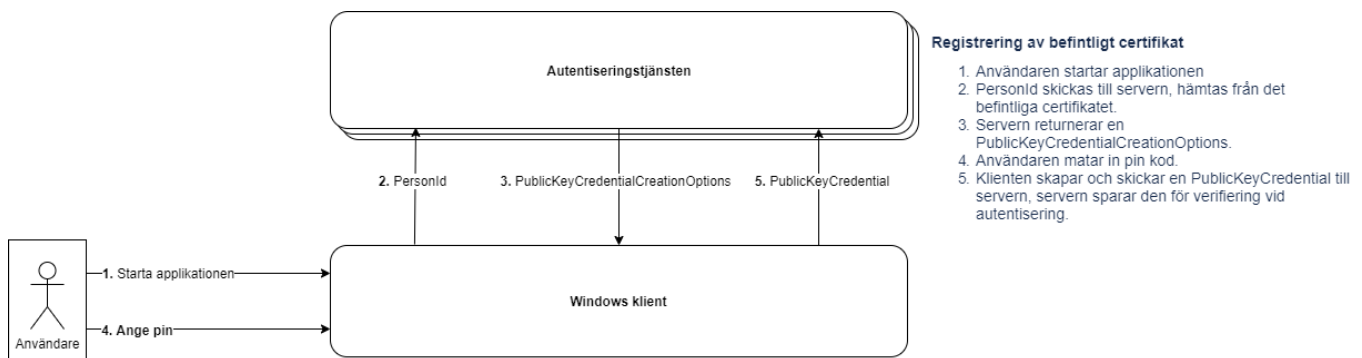 Autentiseringstjänsten
Registrering av befintligt certifikat
1. Användaren startar applikationen
2. PersonId skickas till servern, hämtas från det
befintliga certifikatet.
3. Servern returnerar en
PublicKeyCredentialCreationOptions.
4. Användaren matar in pin kod.
5. Klienten skapar och skickar en PublicKeyCredential till
servern, servern sparar den för verifiering vid
autentisering.
2. PersonId
3. PublicKeyCredentialCreationOptions
5. PublicKeyCredential
1. Starta applikationen
Windows klient
4. Ange pin
Användare